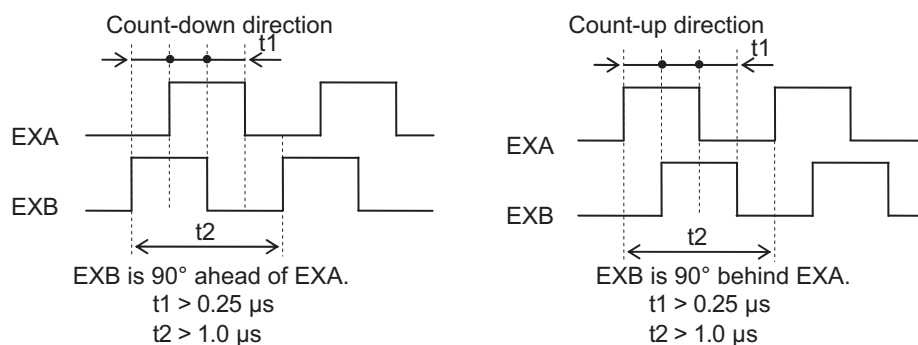 Count-down direction
t1
EXA
EXB
t2
EXB is 90° ahead of EXA.
t1 > 0.25 μs
t2 > 1.0 μs
Count-up direction
t1
EXA
EXB
t2
EXB is 90° behind EXA.
t1 > 0.25 μs
t2 > 1.0 μs